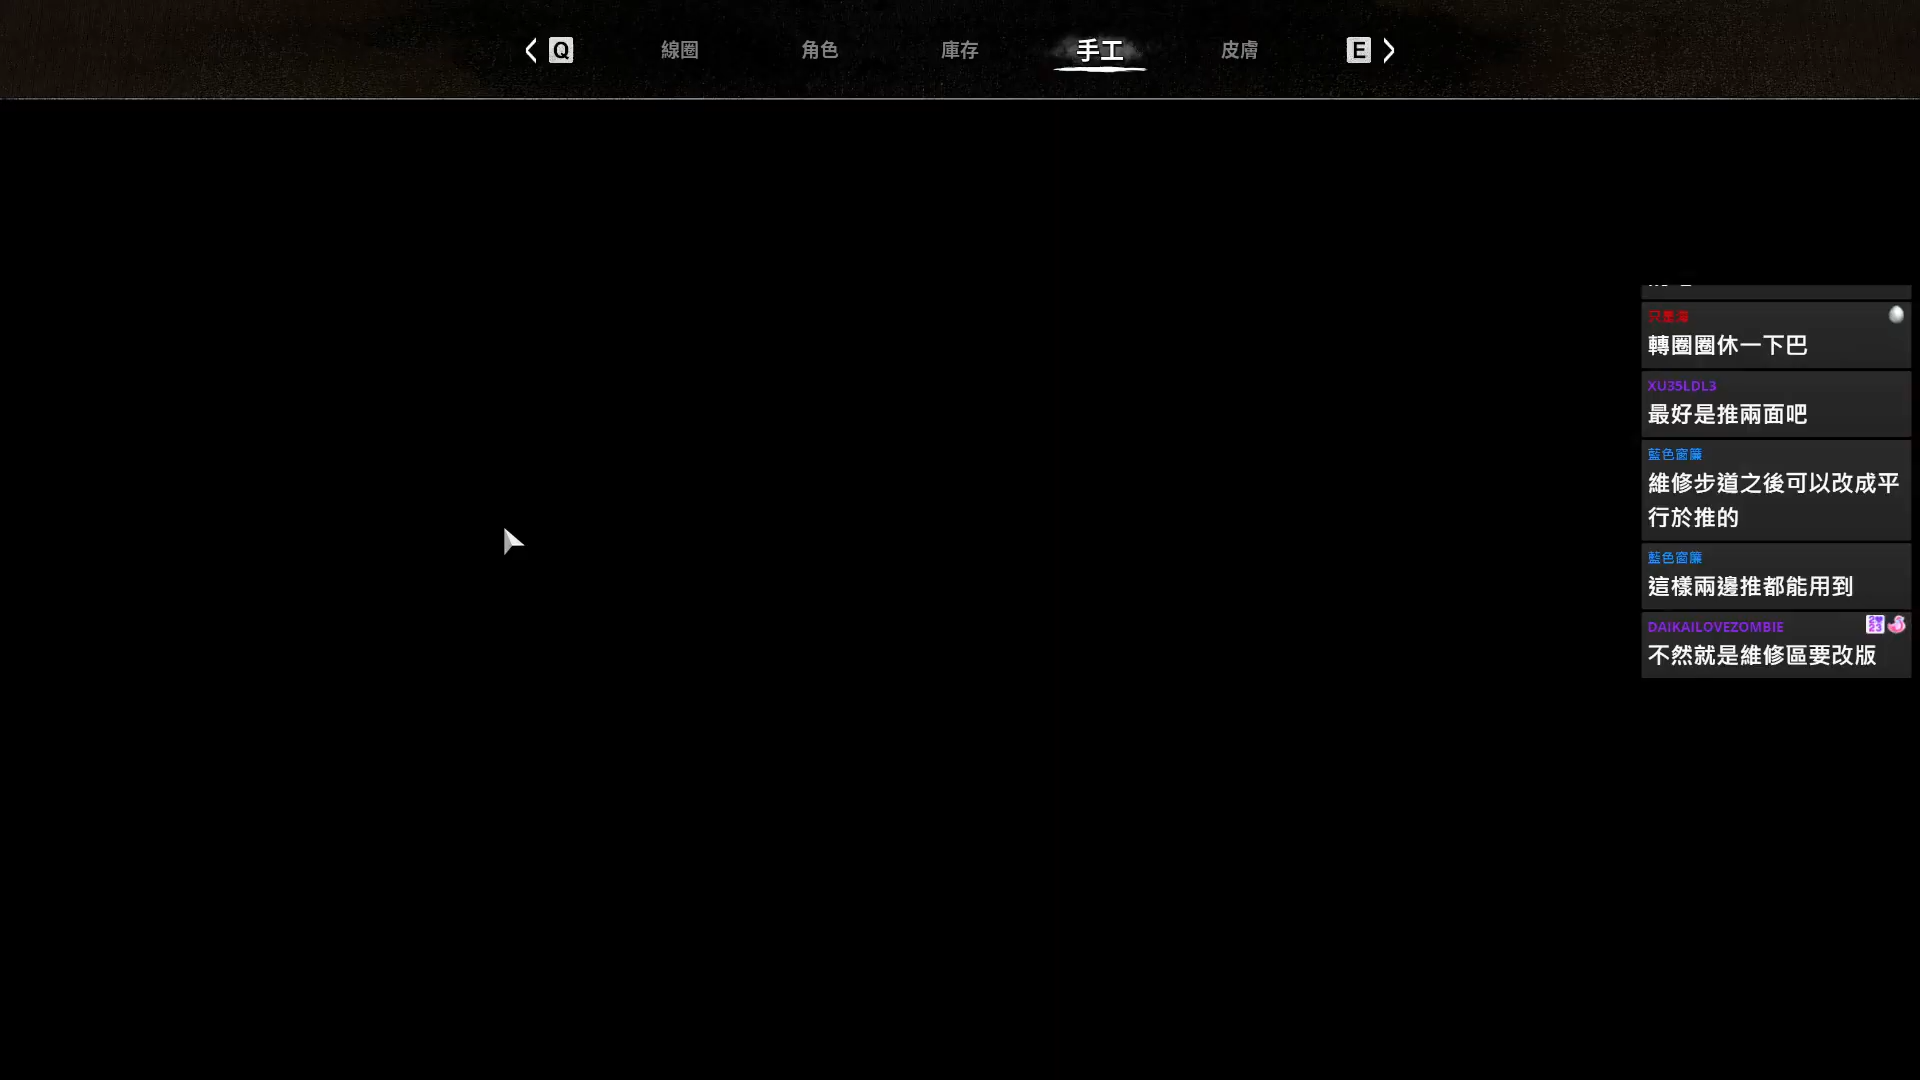 Q 線圈 角色 庫存 手工 皮膚 E
只是海
轉圈圈休一下巴
XU35LDL3
最好是推兩面吧
藍色窗簾
維修步道之後可以改成平
行於推的
藍色窗簾
這樣兩邊推都能用到
DAIKAILOVEZOMBIE
不然就是維修區要改版